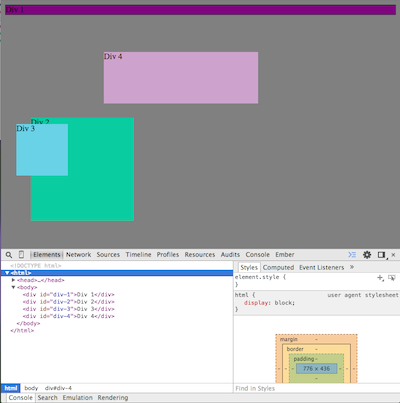 Div 1
Div 4
Div 2
Div 3
Elements Network Sources Timeline Profiles Resources Audits Console Ember
<!DOCTYPE html>
▼<html>
▶<head>…</head>
▼<body>
<div id="div-1">Div 1</div>
<div id="div-2">Div 2</div>
<div id="div-3">Div 3</div>
<div id="div-4">Div 4</div>
</body>
</html>
Styles Computed Event Listeners »
element.style {
}
html { user agent stylesheet
display: block;
}
margin -
border -
padding -
- - - 776 × 436 - - -
html body div#div-4
Find in Styles
Console Search Emulation Rendering